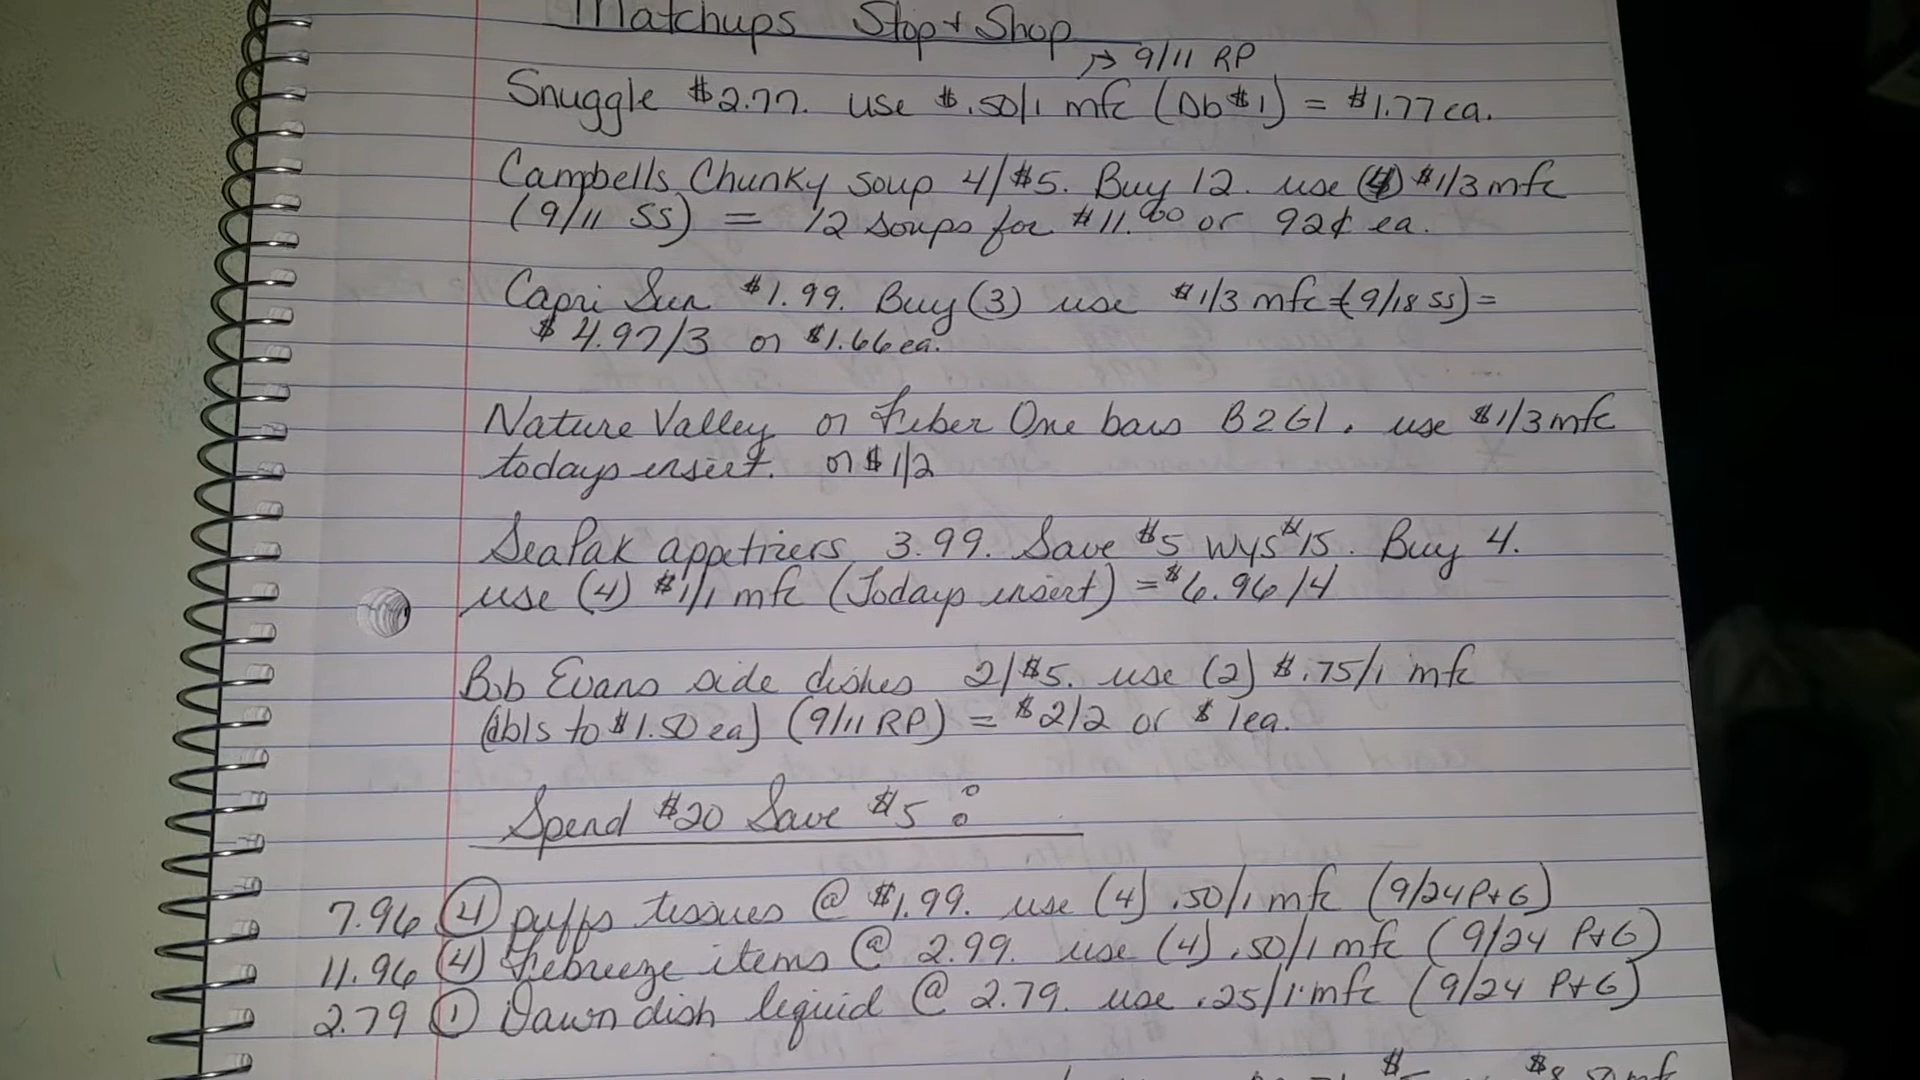 Matchups Stop + Shop
→ 9/11 RP
Snuggle $2.77. use $.50/1 mfc (Db $1) = $1.77 ea.
Campbells Chunky soup 4/$5. Buy 12. use (4) $1/3 mfc
(9/11 SS) = 12 soups for $11.00 or 92¢ ea.
Capri Sun $1.99. Buy (3) use $1/3 mfc (9/18 SS) =
$4.97/3 or $1.66 ea.
Nature Valley or Fiber One bars B2G1. use $1/3 mfc
todays insert. or $1/2
SeaPak appetizers 3.99. Save $5 wys $15. Buy 4.
use (4) $1/1 mfc (Todays insert) = $6.96/4
Bob Evans side dishes 2/$5. use (2) $.75/1 mfc
(dbls to $1.50 ea) (9/11 RP) = $2/2 or $1 ea.
Spend $20 Save $5:
7.96 (4) puffs tissues @ $1.99. use (4) .50/1 mfc (9/24 P+G)
11.96 (4) Febreeze items @ 2.99. use (4) .50/1 mfc (9/24 P+G)
2.79 (1) Dawn dish liquid @ 2.79. use .25/1 mfc (9/24 P+G)